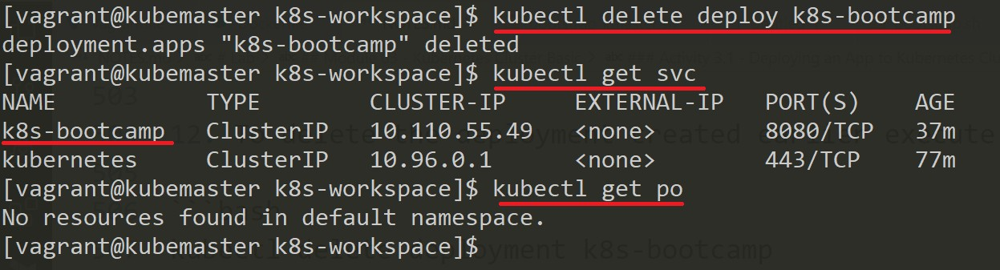 [vagrant@kubemaster k8s-workspace]$ kubectl delete deploy k8s-bootcamp
deployment.apps "k8s-bootcamp" deleted
[vagrant@kubemaster k8s-workspace]$ kubectl get svc
NAME TYPE CLUSTER-IP EXTERNAL-IP PORT(S) AGE
k8s-bootcamp ClusterIP 10.110.55.49 <none> 8080/TCP 37m
kubernetes ClusterIP 10.96.0.1 <none> 443/TCP 77m
[vagrant@kubemaster k8s-workspace]$ kubectl get po
No resources found in default namespace.
[vagrant@kubemaster k8s-workspace]$